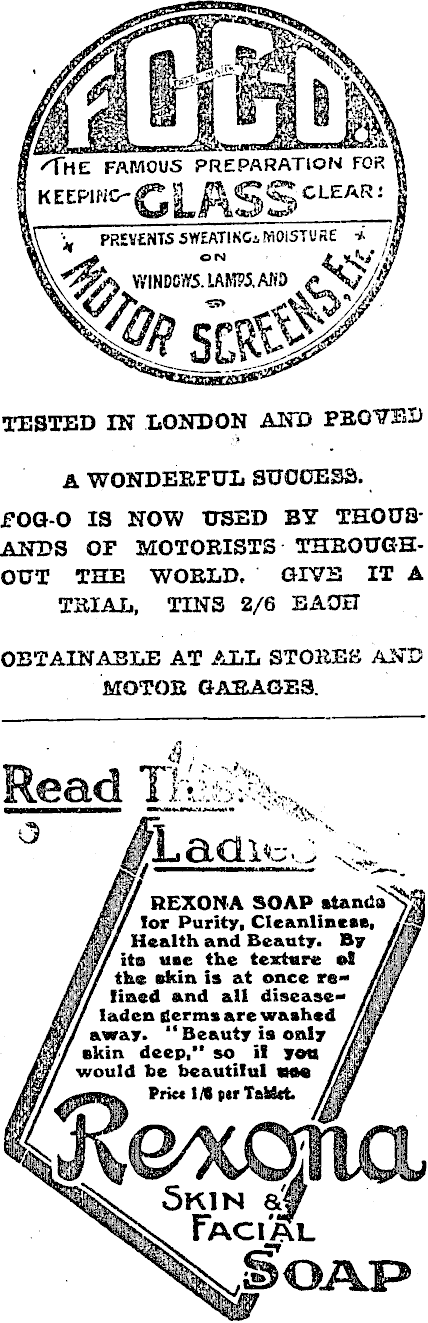 FOG-O.
TRADE MARK
THE FAMOUS PREPARATION FOR
KEEPING GLASS CLEAR:
PREVENTS SWEATING & MOISTURE
ON
WINDOWS, LAMPS, AND
MOTOR SCREENS, Etc.
TESTED IN LONDON AND PROVED
A WONDERFUL SUCCESS.
FOG-O IS NOW USED BY THOUS-
ANDS OF MOTORISTS THROUGH-
OUT THE WORLD. GIVE IT A
TRIAL, TINS 2/6 EACH
OBTAINABLE AT ALL STORES AND
MOTOR GARAGES.
Read This
Ladies
REXONA SOAP stands
for Purity, Cleanliness,
Health and Beauty. By
its use the texture of
the skin is at once re-
fined and all disease-
laden germs are washed
away. "Beauty is only
skin deep," so if you
would be beautiful use
Price 1/6 per Tablet.
Rexona
SKIN &
FACIAL
SOAP